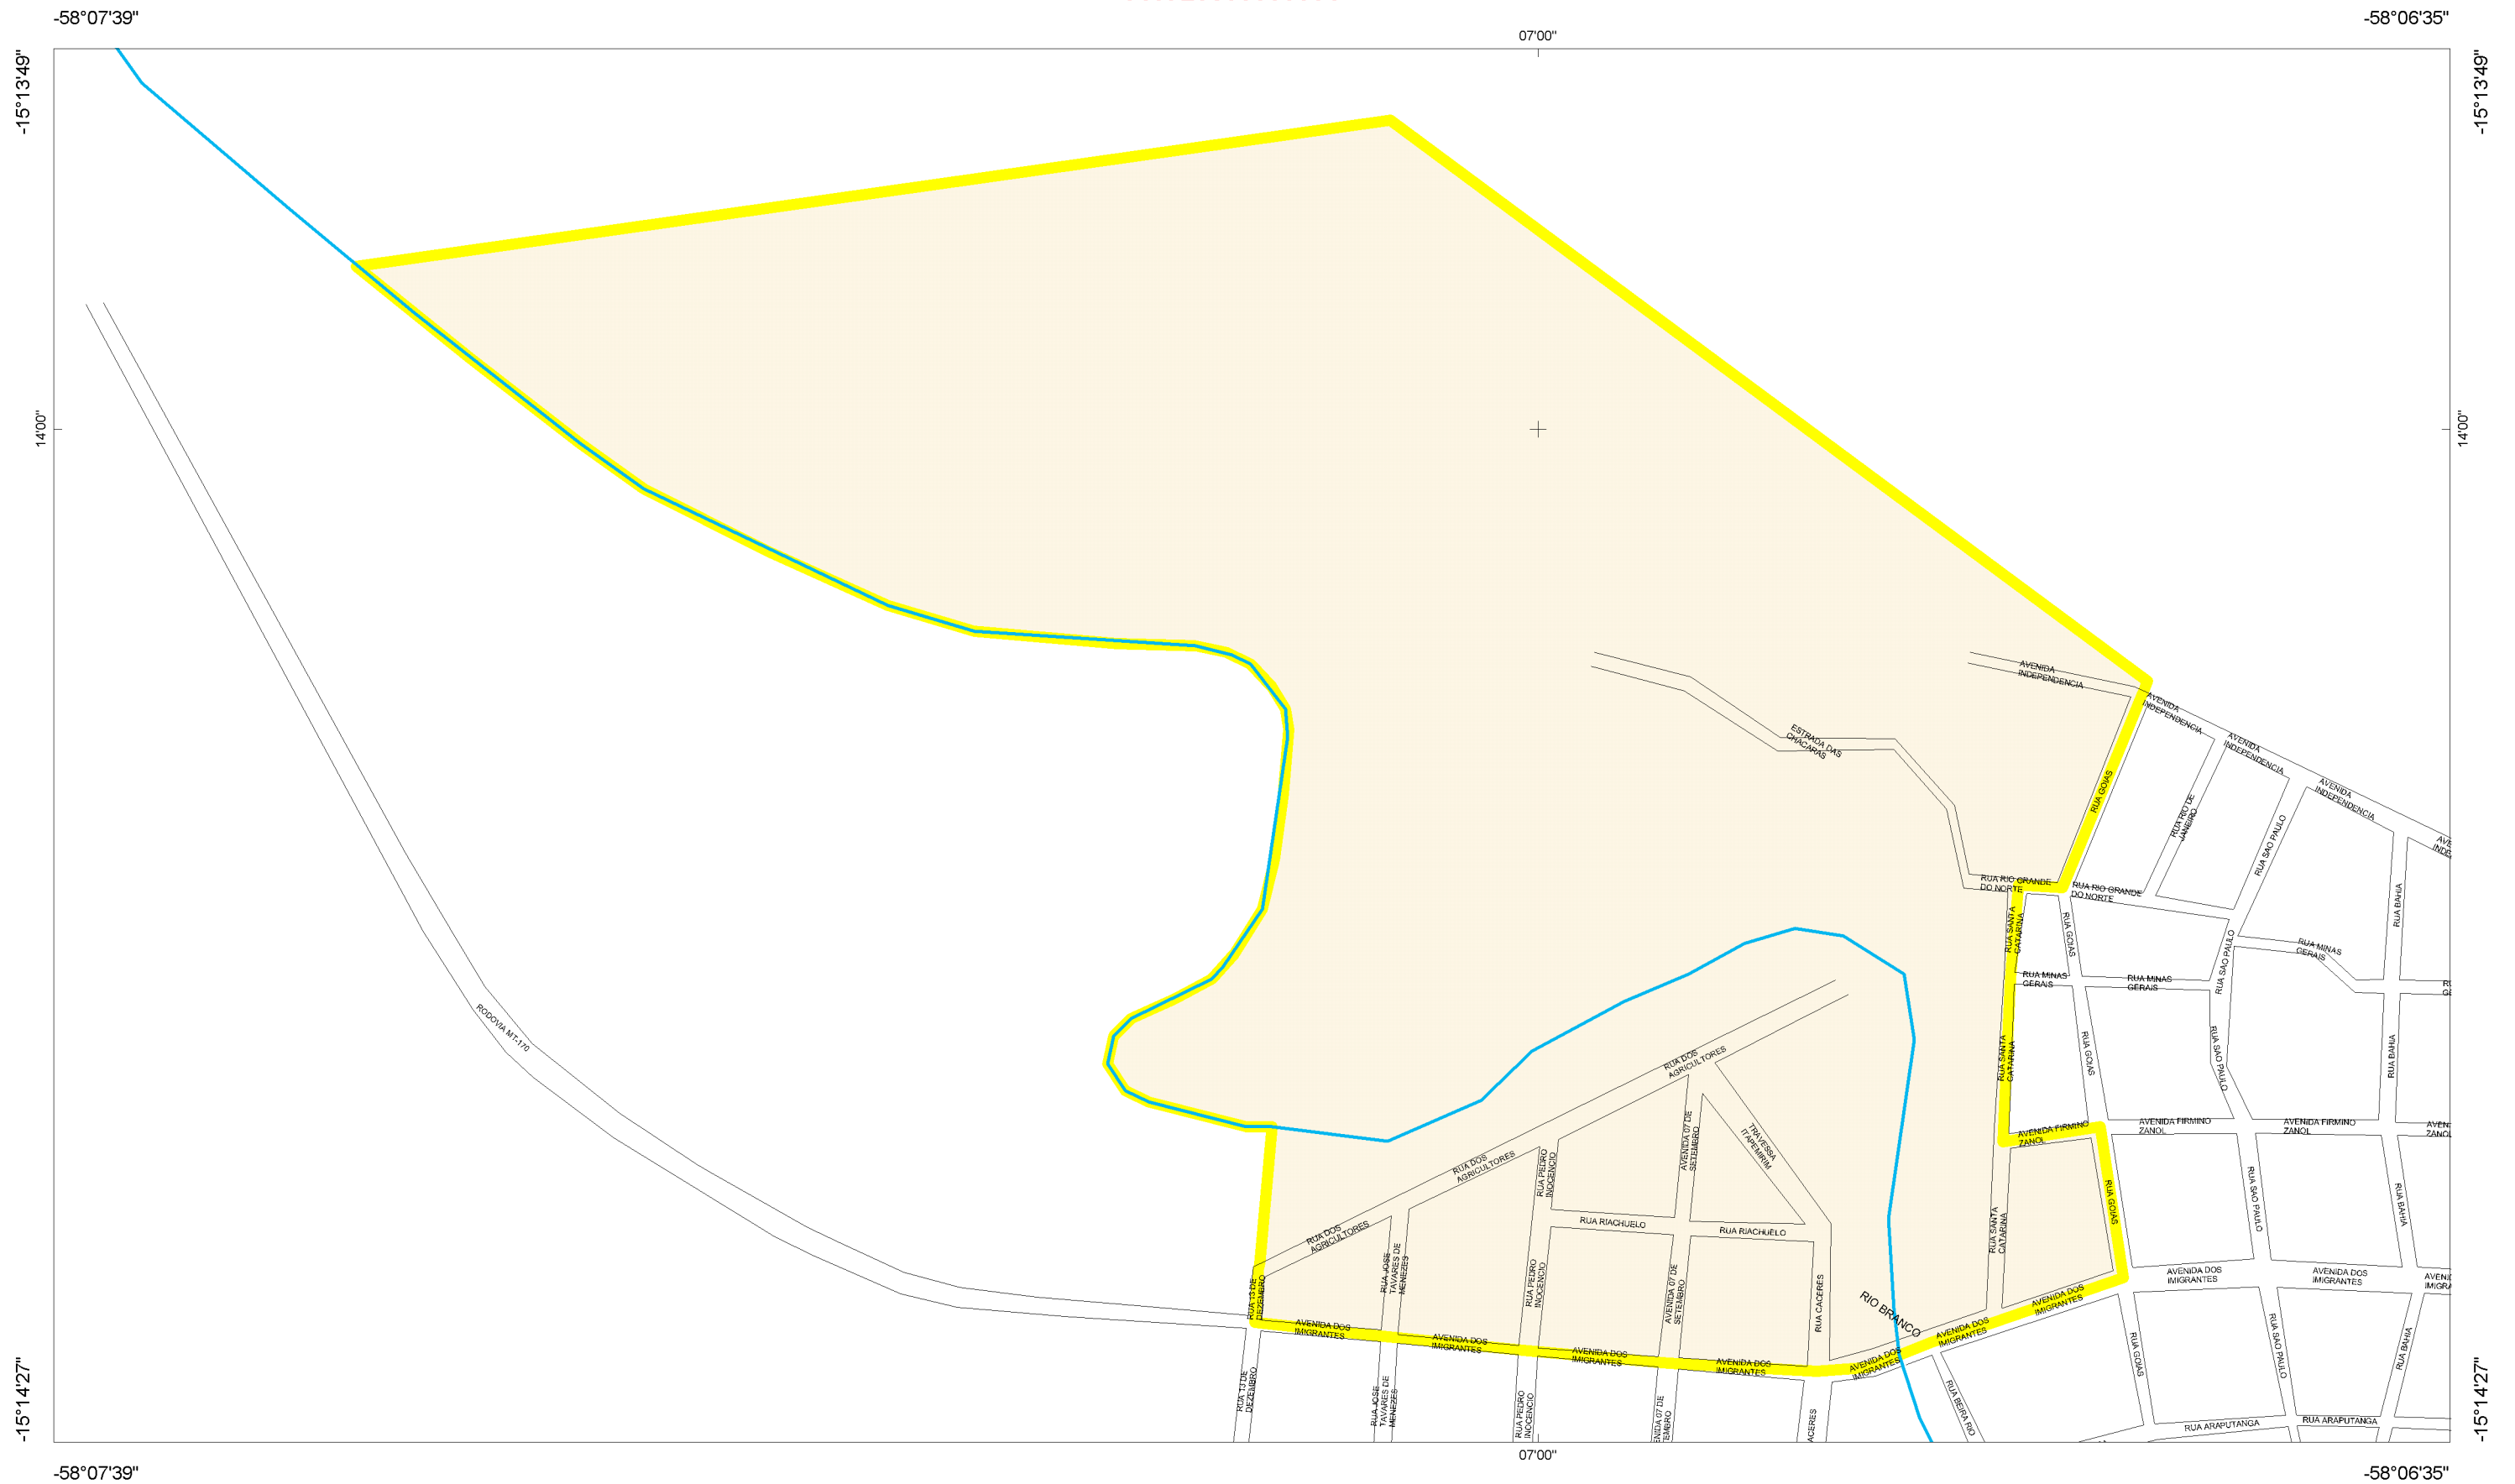 -58°07'39"
-58°06'35"
-15°13'49"
07'00"
-15°13'49"
14'00"
14'00"
AVENIDA
INDEPENDENCIA
AVENIDA
INDEPENDENCIA
AVENIDA
INDEPENDENCIA
AVENIDA
INDEPENDENCIA
ESTRADA DAS
CHACARAS
RUA GOIAS
RUA RIO DE
JANEIRO
RUA SAO PAULO
RUA BAHIA
RUA RIO GRANDE
DO NORTE
RUA RIO GRANDE
DO NORTE
RUA SANTA
CATARINA
RUA GOIAS
RUA SAO PAULO
RUA MINAS
GERAIS
RUA MINAS
GERAIS
RUA MINAS
GERAIS
RODOVIA MT-170
RUA DOS
AGRICULTORES
RUA SANTA
CATARINA
RUA GOIAS
RUA SAO PAULO
RUA BAHIA
AVENIDA 07 DE
SETEMBRO
TRAVESSA
ITAPEMIRIM
AVENIDA FIRMINO
ZANOL
AVENIDA FIRMINO
ZANOL
AVENIDA FIRMINO
ZANOL
RUA DOS
AGRICULTORES
RUA PEDRO
INOCENCIO
RUA GOIAS
RUA SAO PAULO
RUA BAHIA
RUA RIACHUELO
RUA RIACHUELO
RUA DOS
AGRICULTORES
RUA SANTA
CATARINA
RUA 13 DE
DEZEMBRO
RUA JOSE
TAVARES DE
MENEZES
RUA PEDRO
INOCENCIO
AVENIDA 07 DE
SETEMBRO
RUA CACERES
RIO BRANCO
AVENIDA DOS
IMIGRANTES
AVENIDA DOS
IMIGRANTES
AVENIDA DOS
IMIGRANTES
AVENIDA DOS
IMIGRANTES
AVENIDA DOS
IMIGRANTES
AVENIDA DOS
IMIGRANTES
AVENIDA DOS
IMIGRANTES
AVENIDA DOS
IMIGRANTES
AVENIDA DOS
IMIGRANTES
AVENIDA DOS
IMIGRANTES
RUA 13 DE
DEZEMBRO
RUA JOSE
TAVARES DE
MENEZES
RUA PEDRO
INOCENCIO
RUA BEIRA RIO
RUA GOIAS
RUA SAO PAULO
RUA BAHIA
RUA ARAPUTANGA
RUA ARAPUTANGA
-15°14'27"
07'00"
-15°14'27"
-58°07'39"
-58°06'35"